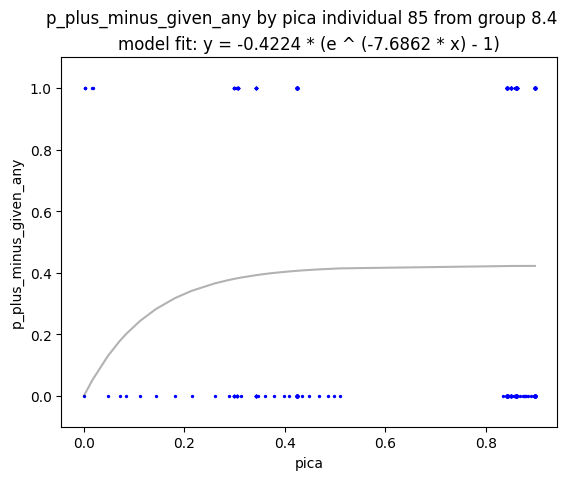 p_plus_minus_given_any by pica individual 85 from group 8.4
model fit: y = -0.4224 * (e ^ (-7.6862 * x) - 1)
p_plus_minus_given_any
1.0
0.8
0.6
0.4
0.2
0.0
0.0 0.2 0.4 0.6 0.8
pica